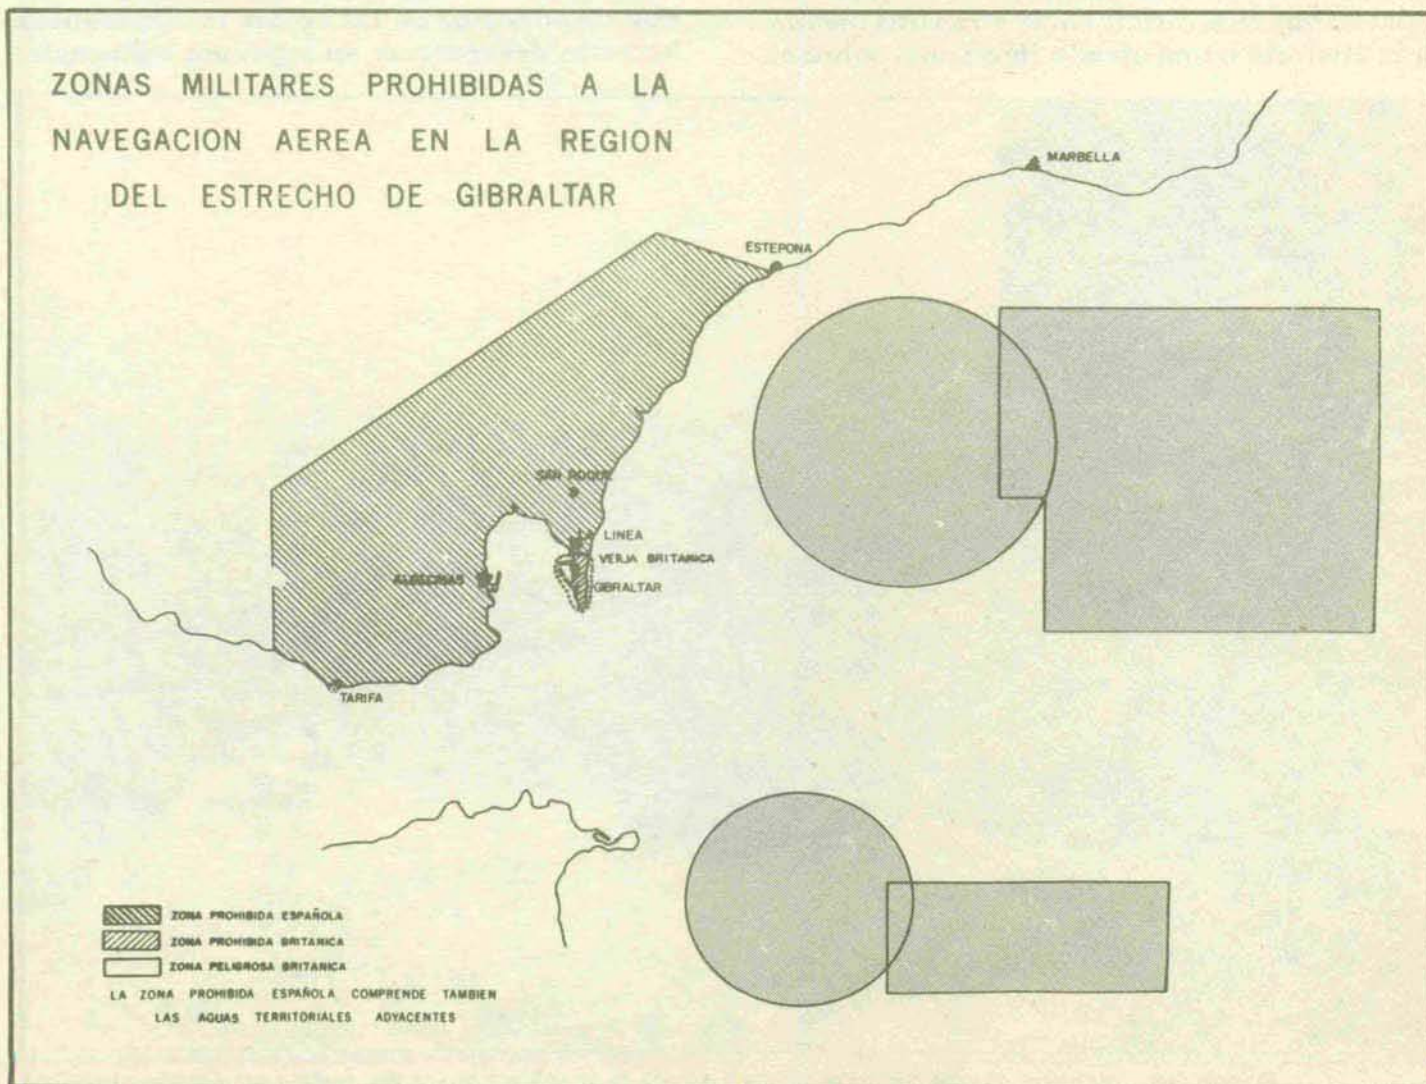 ZONAS MILITARES PROHIBIDAS A LA
NAVEGACION AEREA EN LA REGION
DEL ESTRECHO DE GIBRALTAR
MARBELLA
ESTEPONA
SAN ROQUE
LA LINEA
VERJA BRITANICA
ALGECIRAS
GIBRALTAR
TARIFA
ZONA PROHIBIDA ESPAÑOLA
ZONA PROHIBIDA BRITANICA
ZONA PELIGROSA BRITANICA
LA ZONA PROHIBIDA ESPAÑOLA COMPRENDE TAMBIEN
LAS AGUAS TERRITORIALES ADYACENTES